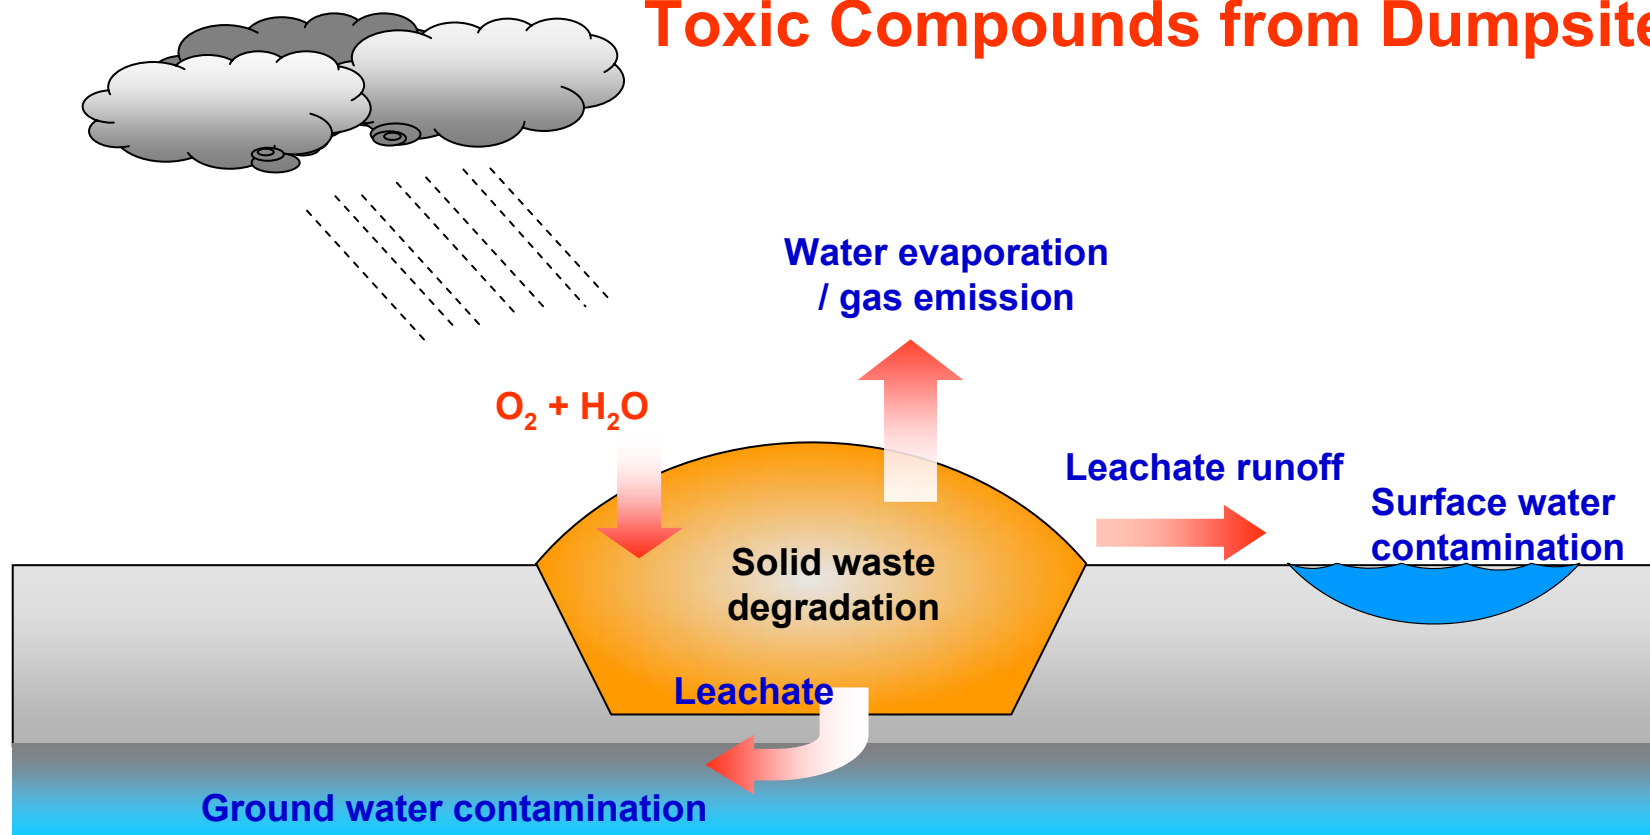 Toxic Compounds from Dumpsite
Water evaporation
/ gas emission
O₂ + H₂O
Leachate runoff
Surface water
contamination
Solid waste
degradation
Leachate
Ground water contamination